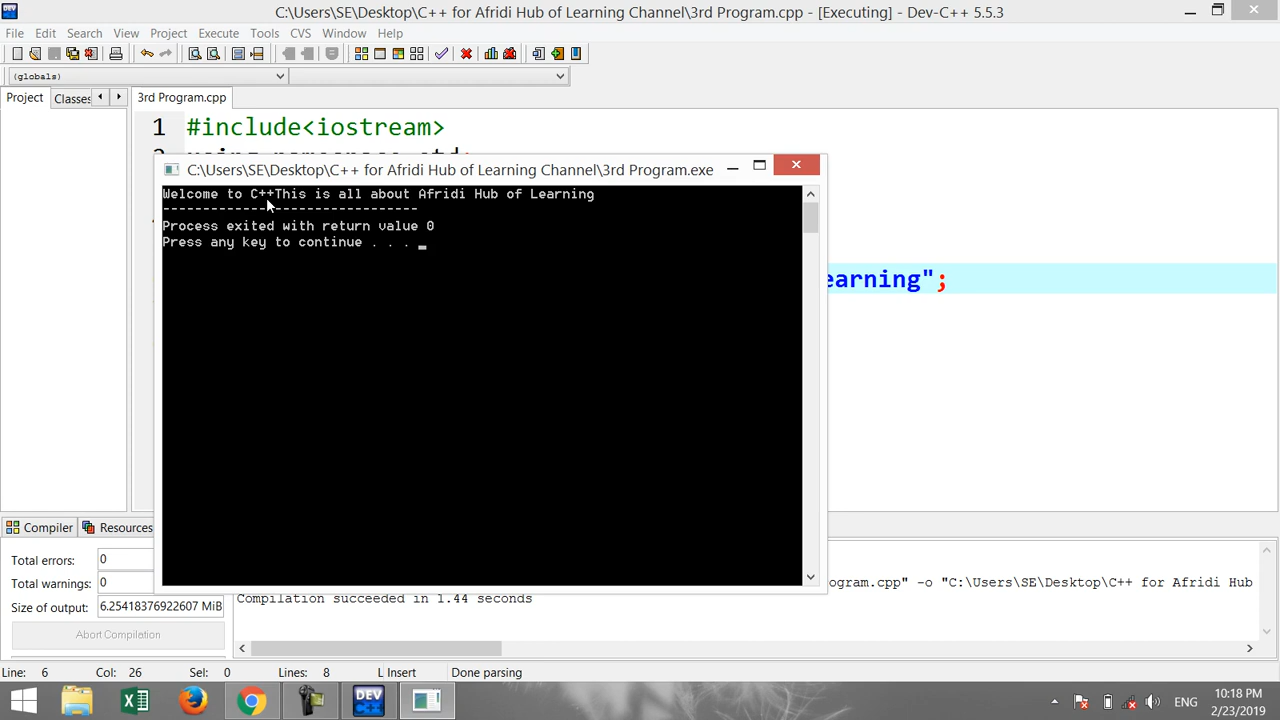 C:\Users\SE\Desktop\C++ for Afridi Hub of Learning Channel\3rd Program.cpp - [Executing] - Dev-C++ 5.5.3
File Edit Search View Project Execute Tools CVS Window Help
(globals)
Project Classes 3rd Program.cpp
1 #include<iostream>
C:\Users\SE\Desktop\C++ for Afridi Hub of Learning Channel\3rd Program.exe
Welcome to C++This is all about Afridi Hub of Learning
--------------------------------
Process exited with return value 0
Press any key to continue . . .
earning";
Compiler Resources
Total errors: 0
Total warnings: 0
ogram.cpp" -o "C:\Users\SE\Desktop\C++ for Afridi Hub
Size of output: 6.25418376922607 MiB
Compilation succeeded in 1.44 seconds
Abort Compilation
Line: 6 Col: 26 Sel: 0 Lines: 8 L Insert Done parsing
DEV
ENG
10:18 PM
2/23/2019